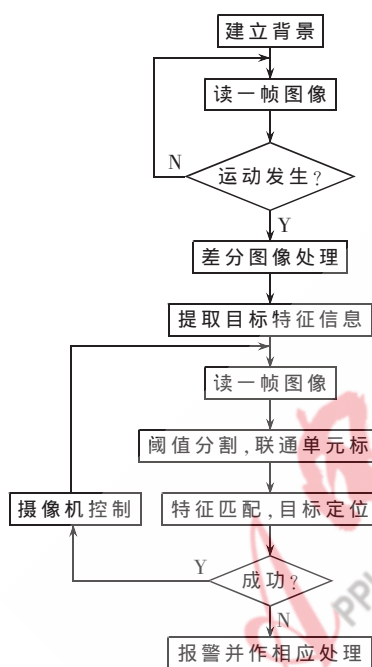 建立背景
读一帧图像
运动发生?
N
Y
差分图像处理
提取目标特征信息
读一帧图像
阈值分割,联通单元标
摄像机控制
特征匹配,目标定位
Y
成功?
N
报警并作相应处理